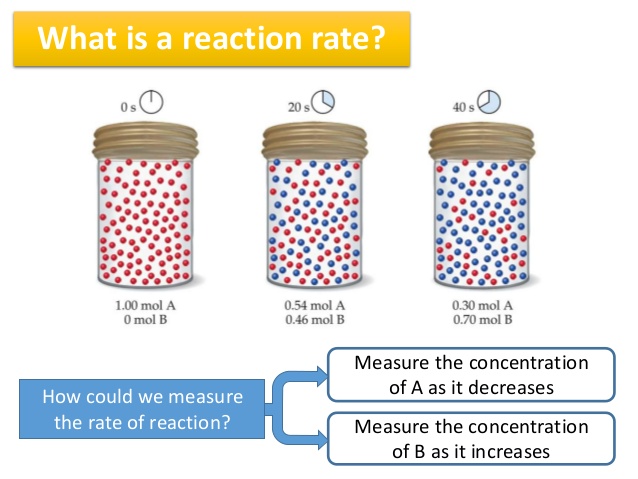 What is a reaction rate?
0 s
20 s
40 s
1.00 mol A
0 mol B
0.54 mol A
0.46 mol B
0.30 mol A
0.70 mol B
How could we measure
the rate of reaction?
Measure the concentration
of A as it decreases
Measure the concentration
of B as it increases